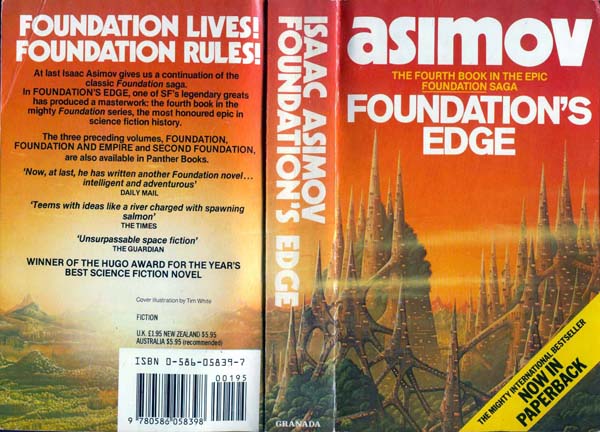 FOUNDATION LIVES!
FOUNDATION RULES!
At last Isaac Asimov gives us a continuation of the
classic Foundation saga.
In FOUNDATION'S EDGE, one of SF's legendary greats
has produced a masterwork: the fourth book in the
mighty Foundation series, the most honoured epic in
science fiction history.
The three preceding volumes, FOUNDATION,
FOUNDATION AND EMPIRE and SECOND FOUNDATION,
are also available in Panther Books.
'Now, at last, he has written another Foundation novel...
intelligent and adventurous'
DAILY MAIL
'Teems with ideas like a river charged with spawning
salmon'
THE TIMES
'Unsurpassable space fiction'
THE GUARDIAN
WINNER OF THE HUGO AWARD FOR THE YEAR'S
BEST SCIENCE FICTION NOVEL
Cover illustration by Tim White
FICTION
U.K. £1.95 NEW ZEALAND $5.95
AUSTRALIA $5.95 (recommended)
ISBN 0-586-05839-7
00195
9 780586 058398
ISAAC ASIMOV
FOUNDATION'S EDGE
GRANADA
asimov
THE FOURTH BOOK IN THE EPIC
FOUNDATION SAGA
FOUNDATION'S
EDGE
THE MIGHTY INTERNATIONAL BESTSELLER
NOW IN
PAPERBACK